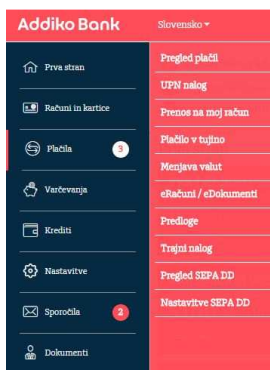 Addiko Bank
Slovensko
Prva stran
Računi in kartice
Plačila 3
Varčevanja
Krediti
Nastavitve
Sporočila 2
Dokumenti
Pregled plačil
UPN nalog
Prenos na moj račun
Plačilo v tujino
Menjava valut
eRačuni / eDokumenti
Predloge
Trajni nalog
Pregled SEPA DD
Nastavitve SEPA DD